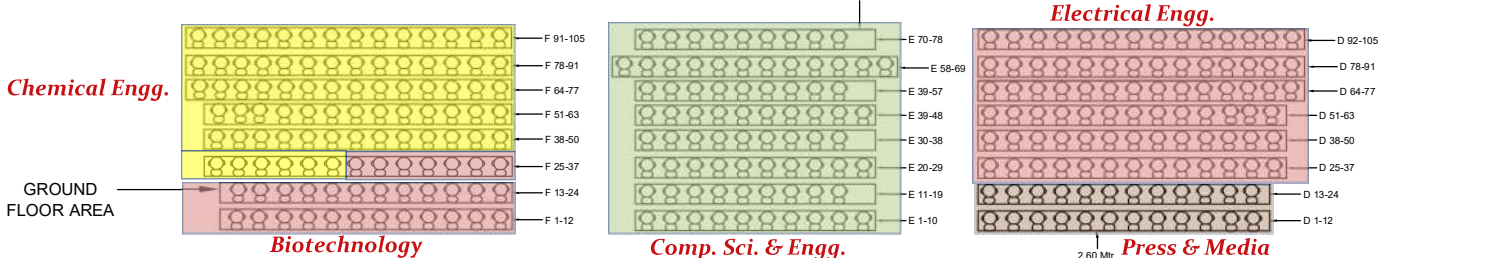 Electrical Engg.
F 91-105
E 70-78
D 92-105
F 78-91
E 58-69
D 78-91
Chemical Engg.
F 64-77
E 39-57
D 64-77
F 51-63
E 39-48
D 51-63
F 38-50
E 30-38
D 38-50
F 25-37
E 20-29
D 25-37
GROUND
FLOOR AREA
F 13-24
E 11-19
D 13-24
F 1-12
E 1-10
D 1-12
Biotechnology
Comp. Sci. & Engg.
2.60 Mtr
Press & Media